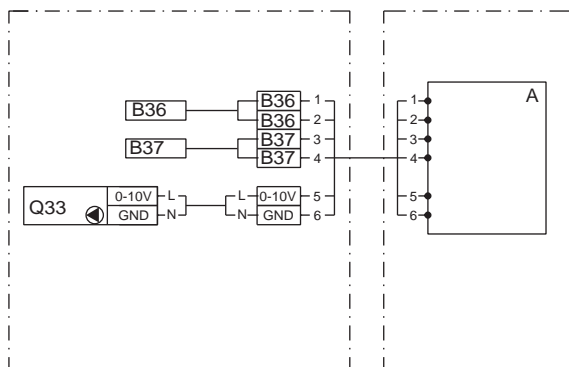 A
B36 B36 1 1
B36 2 2
B37 B37 3 3
B37 4 4
Q33 0-10V L L 0-10V 5 5
GND N N GND 6 6